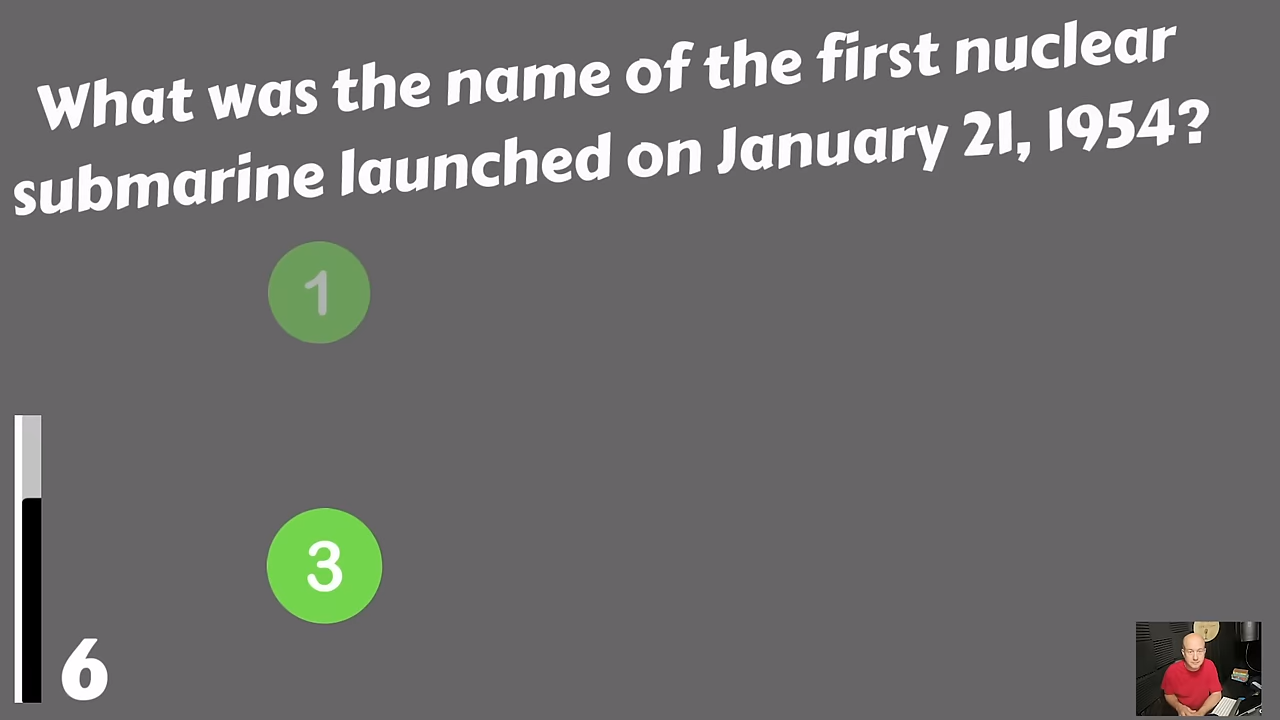 What was the name of the first nuclear
submarine launched on January 21, 1954?
1
3
6